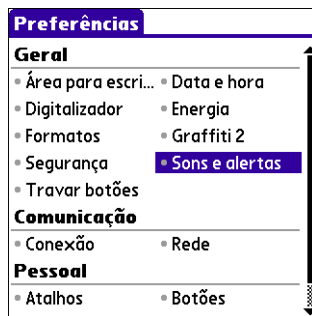 Preferências
Geral
Área para escri... Data e hora
Digitalizador Energia
Formatos Graffiti 2
Segurança Sons e alertas
Travar botões
Comunicação
Conexão Rede
Pessoal
Atalhos Botões